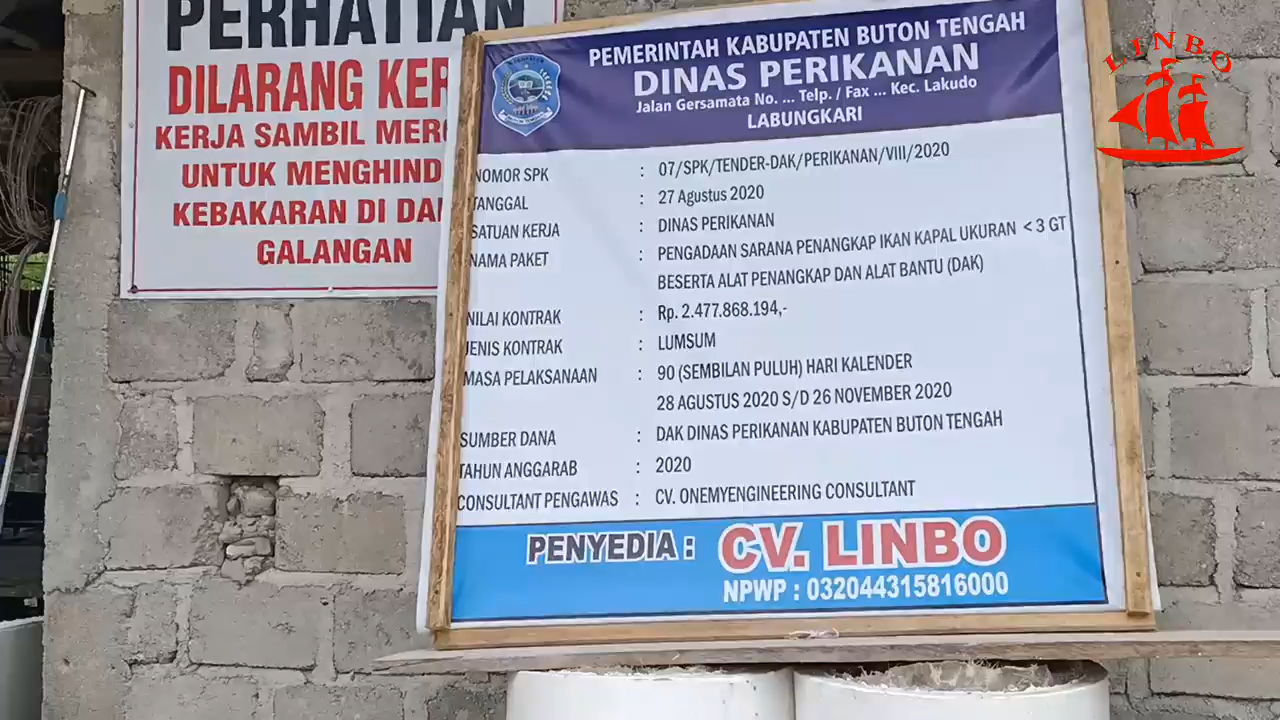 PERHATIAN
DILARANG KER
KERJA SAMBIL MERO
UNTUK MENGHIND
KEBAKARAN DI DA
GALANGAN
PEMERINTAH KABUPATEN BUTON TENGAH
DINAS PERIKANAN
Jalan Gersamata No. ... Telp. / Fax ... Kec. Lakudo
LABUNGKARI
NOMOR SPK : 07/SPK/TENDER-DAK/PERIKANAN/VIII/2020
TANGGAL : 27 Agustus 2020
SATUAN KERJA : DINAS PERIKANAN
NAMA PAKET : PENGADAAN SARANA PENANGKAP IKAN KAPAL UKURAN < 3 GT
BESERTA ALAT PENANGKAP DAN ALAT BANTU (DAK)
NILAI KONTRAK : Rp. 2.477.868.194,-
JENIS KONTRAK : LUMSUM
MASA PELAKSANAAN : 90 (SEMBILAN PULUH) HARI KALENDER
28 AGUSTUS 2020 S/D 26 NOVEMBER 2020
SUMBER DANA : DAK DINAS PERIKANAN KABUPATEN BUTON TENGAH
TAHUN ANGGARAB : 2020
CONSULTANT PENGAWAS : CV. ONEMYENGINEERING CONSULTANT
PENYEDIA : CV. LINBO
NPWP : 032044315816000
LINBO